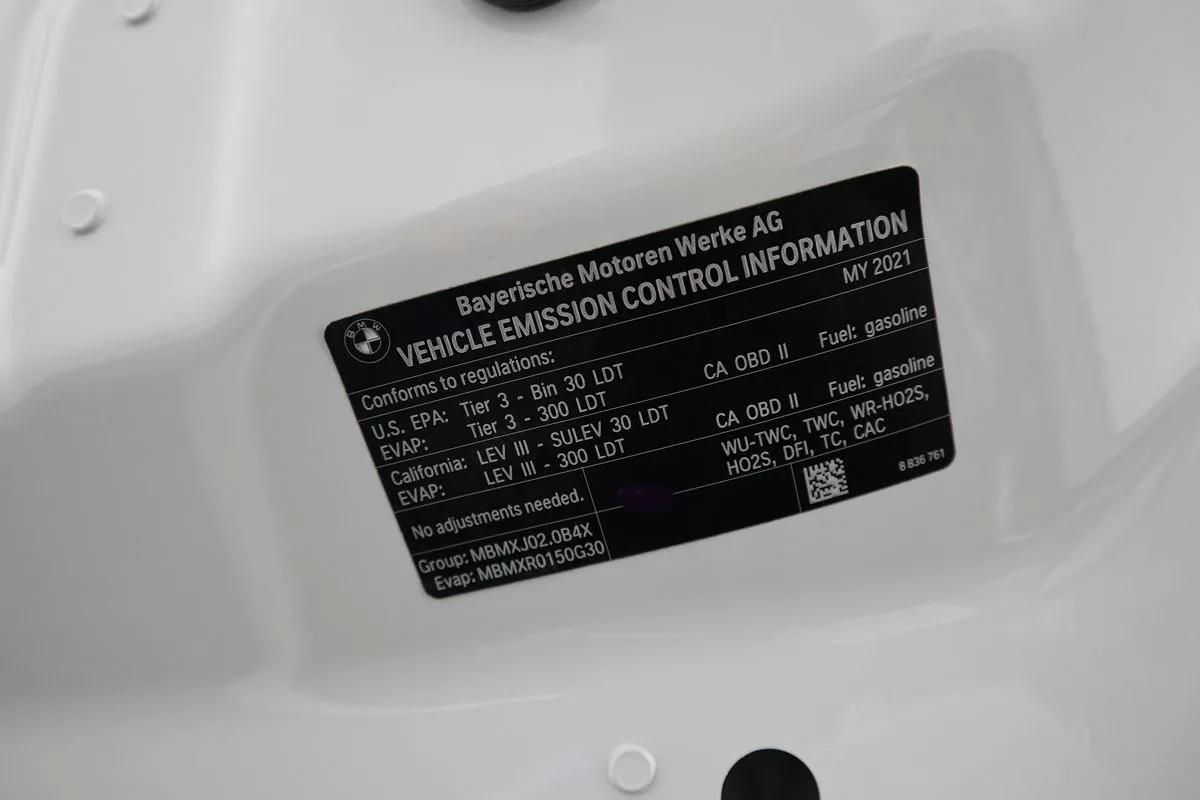 BMW
Bayerische Motoren Werke AG
VEHICLE EMISSION CONTROL INFORMATION
Conforms to regulations: MY 2021
U.S. EPA: Tier 3 - Bin 30 LDT CA OBD II Fuel: gasoline
EVAP: Tier 3 - 300 LDT
California: LEV III - SULEV 30 LDT CA OBD II Fuel: gasoline
EVAP: LEV III - 300 LDT
No adjustments needed. WU-TWC, TWC, WR-HO2S,
HO2S, DFI, TC, CAC
Group: MBMXJ02.0B4X
Evap: MBMXR0150G30
8 836 761